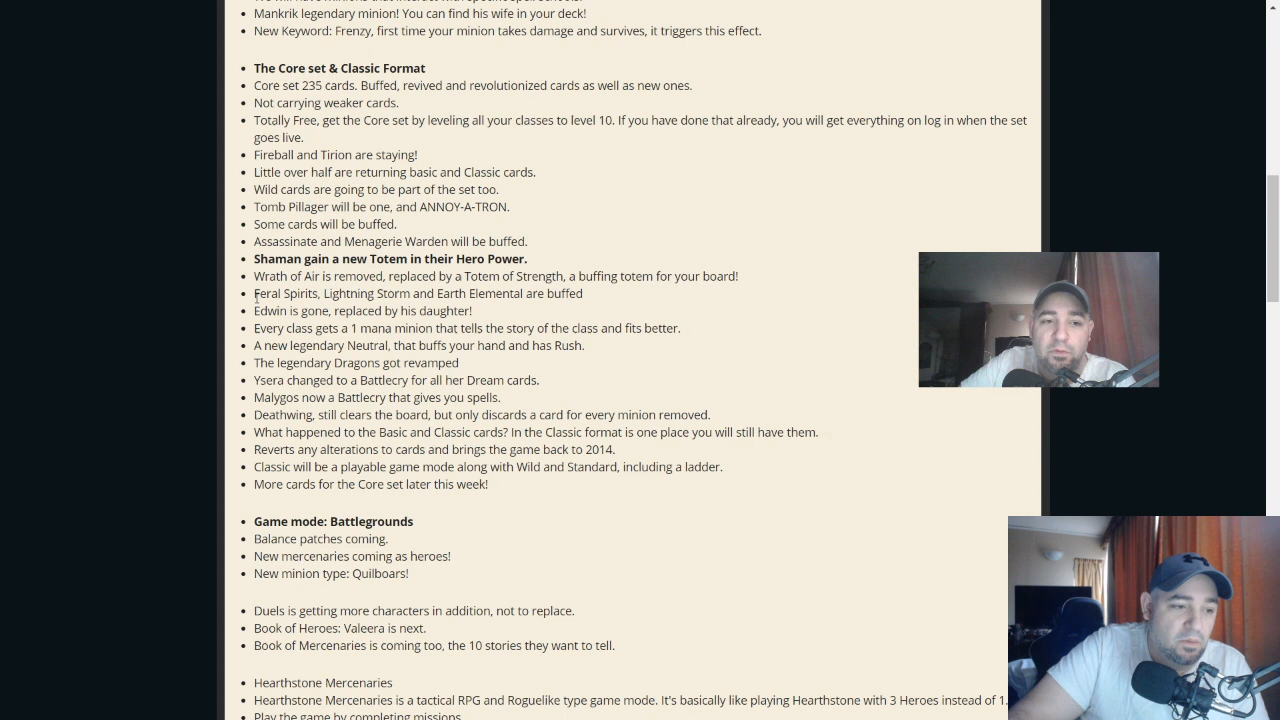 Mankrik legendary minion! You can find his wife in your deck!
New Keyword: Frenzy, first time your minion takes damage and survives, it triggers this effect.
The Core set & Classic Format
Core set 235 cards. Buffed, revived and revolutionized cards as well as new ones.
Not carrying weaker cards.
Totally Free, get the Core set by leveling all your classes to level 10. If you have done that already, you will get everything on log in when the set
goes live.
Fireball and Tirion are staying!
Little over half are returning basic and Classic cards.
Wild cards are going to be part of the set too.
Tomb Pillager will be one, and ANNOY-A-TRON.
Some cards will be buffed.
Assassinate and Menagerie Warden will be buffed.
Shaman gain a new Totem in their Hero Power.
Wrath of Air is removed, replaced by a Totem of Strength, a buffing totem for your board!
Feral Spirits, Lightning Storm and Earth Elemental are buffed
Edwin is gone, replaced by his daughter!
Every class gets a 1 mana minion that tells the story of the class and fits better.
A new legendary Neutral, that buffs your hand and has Rush.
The legendary Dragons got revamped
Ysera changed to a Battlecry for all her Dream cards.
Malygos now a Battlecry that gives you spells.
Deathwing, still clears the board, but only discards a card for every minion removed.
What happened to the Basic and Classic cards? In the Classic format is one place you will still have them.
Reverts any alterations to cards and brings the game back to 2014.
Classic will be a playable game mode along with Wild and Standard, including a ladder.
More cards for the Core set later this week!
Game mode: Battlegrounds
Balance patches coming.
New mercenaries coming as heroes!
New minion type: Quilboars!
Duels is getting more characters in addition, not to replace.
Book of Heroes: Valeera is next.
Book of Mercenaries is coming too, the 10 stories they want to tell.
Hearthstone Mercenaries
Hearthstone Mercenaries is a tactical RPG and Roguelike type game mode. It's basically like playing Hearthstone with 3 Heroes instead of 1.
Play the game by completing missions